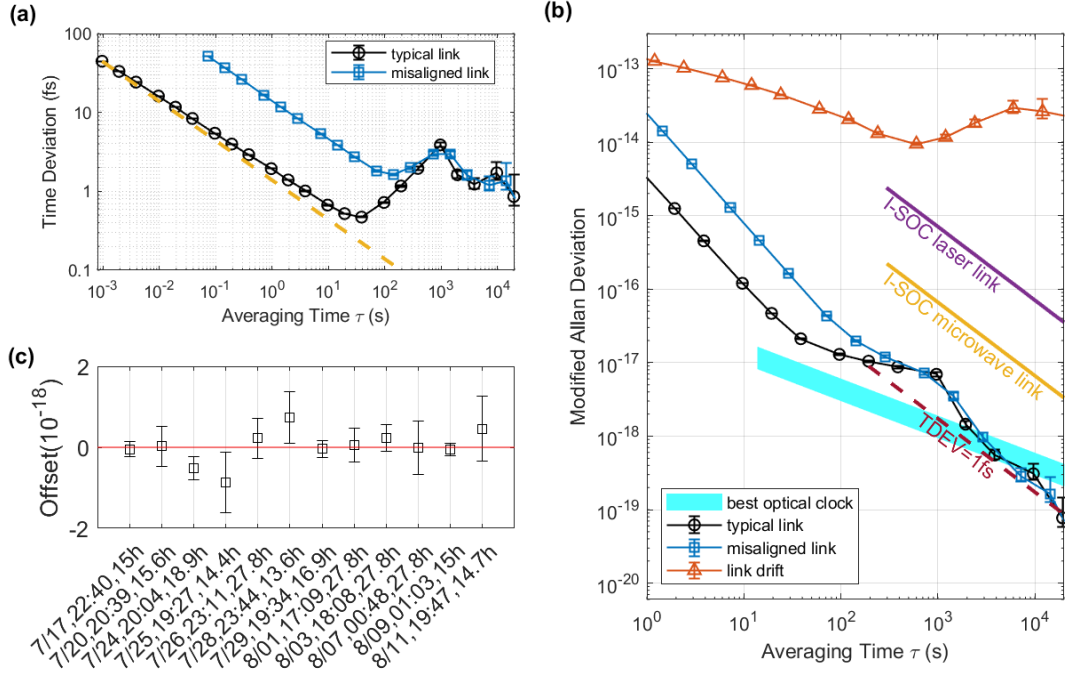 (a)
100
10
1
0.1
Time Deviation (fs)
typical link
misaligned link
10⁻³
10⁻²
10⁻¹
10⁰
10¹
10²
10³
10⁴
Averaging Time τ (s)
(b)
10⁻¹³
10⁻¹⁴
10⁻¹⁵
10⁻¹⁶
10⁻¹⁷
10⁻¹⁸
10⁻¹⁹
10⁻²⁰
Modified Allan Deviation
I-SOC laser link
I-SOC microwave link
TDEV=1fs
best optical clock
typical link
misaligned link
link drift
10⁰
10¹
10²
10³
10⁴
Averaging Time τ (s)
(c)
2
0
-2
Offset(10⁻¹⁸)
7/17 22:40, 15h
7/20, 20:39, 15.6h
7/24, 20:04, 18.9h
7/25, 19:27, 14.4h
7/26, 23:11, 27.8h
7/28, 23:44, 13.6h
7/29, 19:34, 16.9h
8/01, 17:09, 27.8h
8/03, 18:08, 27.8h
8/07, 00:48, 27.8h
8/09, 01:03, 15h
8/11, 19:47, 14.7h